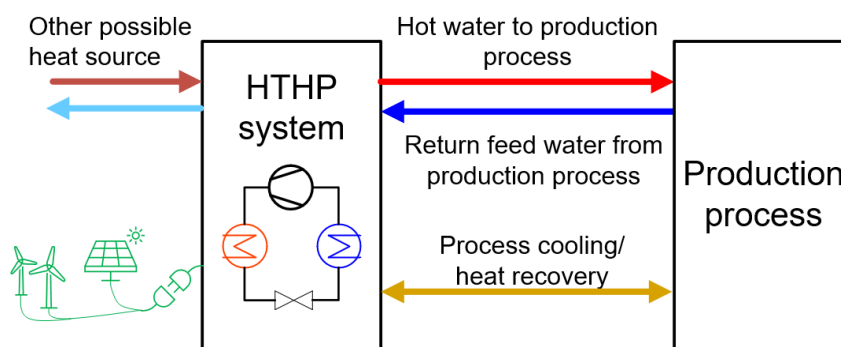 Other possible
heat source
HTHP
system
Hot water to production
process
Return feed water from
production process
Process cooling/
heat recovery
Production
process